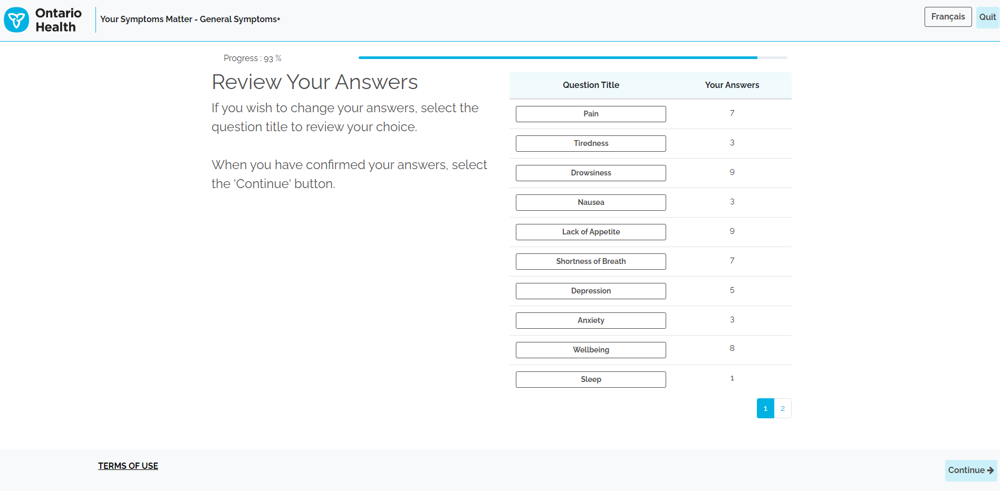 Ontario
Health
Your Symptoms Matter - General Symptoms+
Français
Quit
Progress : 93 %
Review Your Answers
If you wish to change your answers, select the
question title to review your choice.
When you have confirmed your answers, select
the 'Continue' button.
Question Title Your Answers
Pain 7
Tiredness 3
Drowsiness 9
Nausea 3
Lack of Appetite 9
Shortness of Breath 7
Depression 5
Anxiety 3
Wellbeing 8
Sleep 1
1 2
TERMS OF USE
Continue